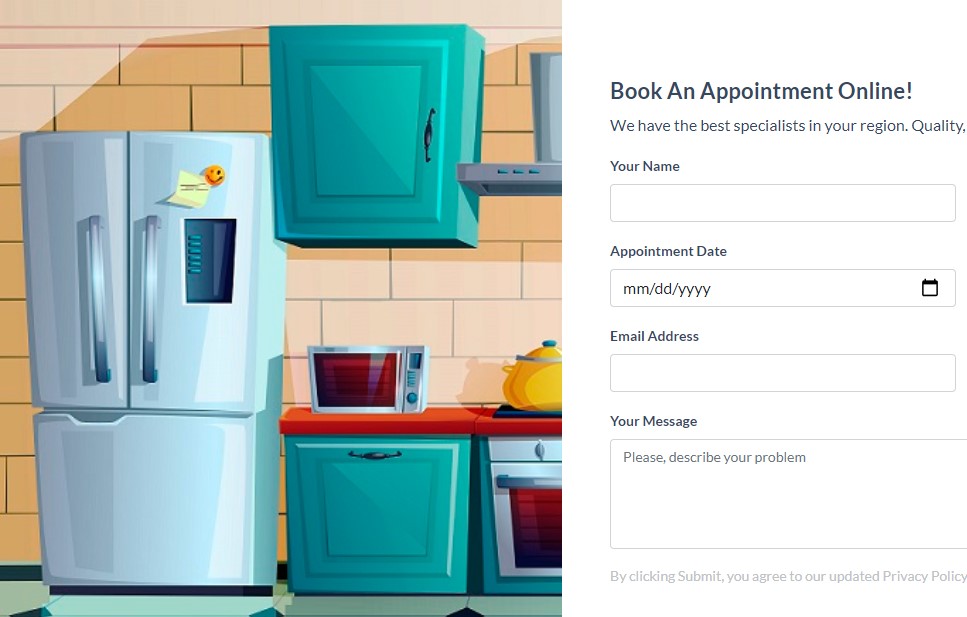 Book An Appointment Online!
We have the best specialists in your region. Quality,
Your Name
Appointment Date
mm/dd/yyyy
Email Address
Your Message
Please, describe your problem
By clicking Submit, you agree to our updated Privacy Policy